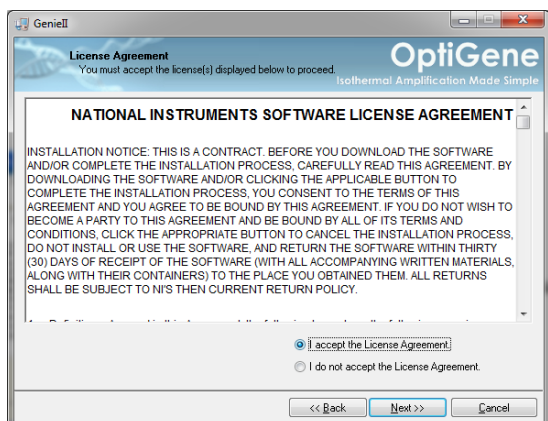 GenieII
License Agreement
You must accept the license(s) displayed below to proceed.
OptiGene
Isothermal Amplification Made Simple
NATIONAL INSTRUMENTS SOFTWARE LICENSE AGREEMENT
INSTALLATION NOTICE: THIS IS A CONTRACT. BEFORE YOU DOWNLOAD THE SOFTWARE
AND/OR COMPLETE THE INSTALLATION PROCESS, CAREFULLY READ THIS AGREEMENT. BY
DOWNLOADING THE SOFTWARE AND/OR CLICKING THE APPLICABLE BUTTON TO
COMPLETE THE INSTALLATION PROCESS, YOU CONSENT TO THE TERMS OF THIS
AGREEMENT AND YOU AGREE TO BE BOUND BY THIS AGREEMENT. IF YOU DO NOT WISH TO
BECOME A PARTY TO THIS AGREEMENT AND BE BOUND BY ALL OF ITS TERMS AND
CONDITIONS, CLICK THE APPROPRIATE BUTTON TO CANCEL THE INSTALLATION PROCESS,
DO NOT INSTALL OR USE THE SOFTWARE, AND RETURN THE SOFTWARE WITHIN THIRTY
(30) DAYS OF RECEIPT OF THE SOFTWARE (WITH ALL ACCOMPANYING WRITTEN MATERIALS,
ALONG WITH THEIR CONTAINERS) TO THE PLACE YOU OBTAINED THEM. ALL RETURNS
SHALL BE SUBJECT TO NI'S THEN CURRENT RETURN POLICY.
I accept the License Agreement.
I do not accept the License Agreement.
<< Back
Next >>
Cancel